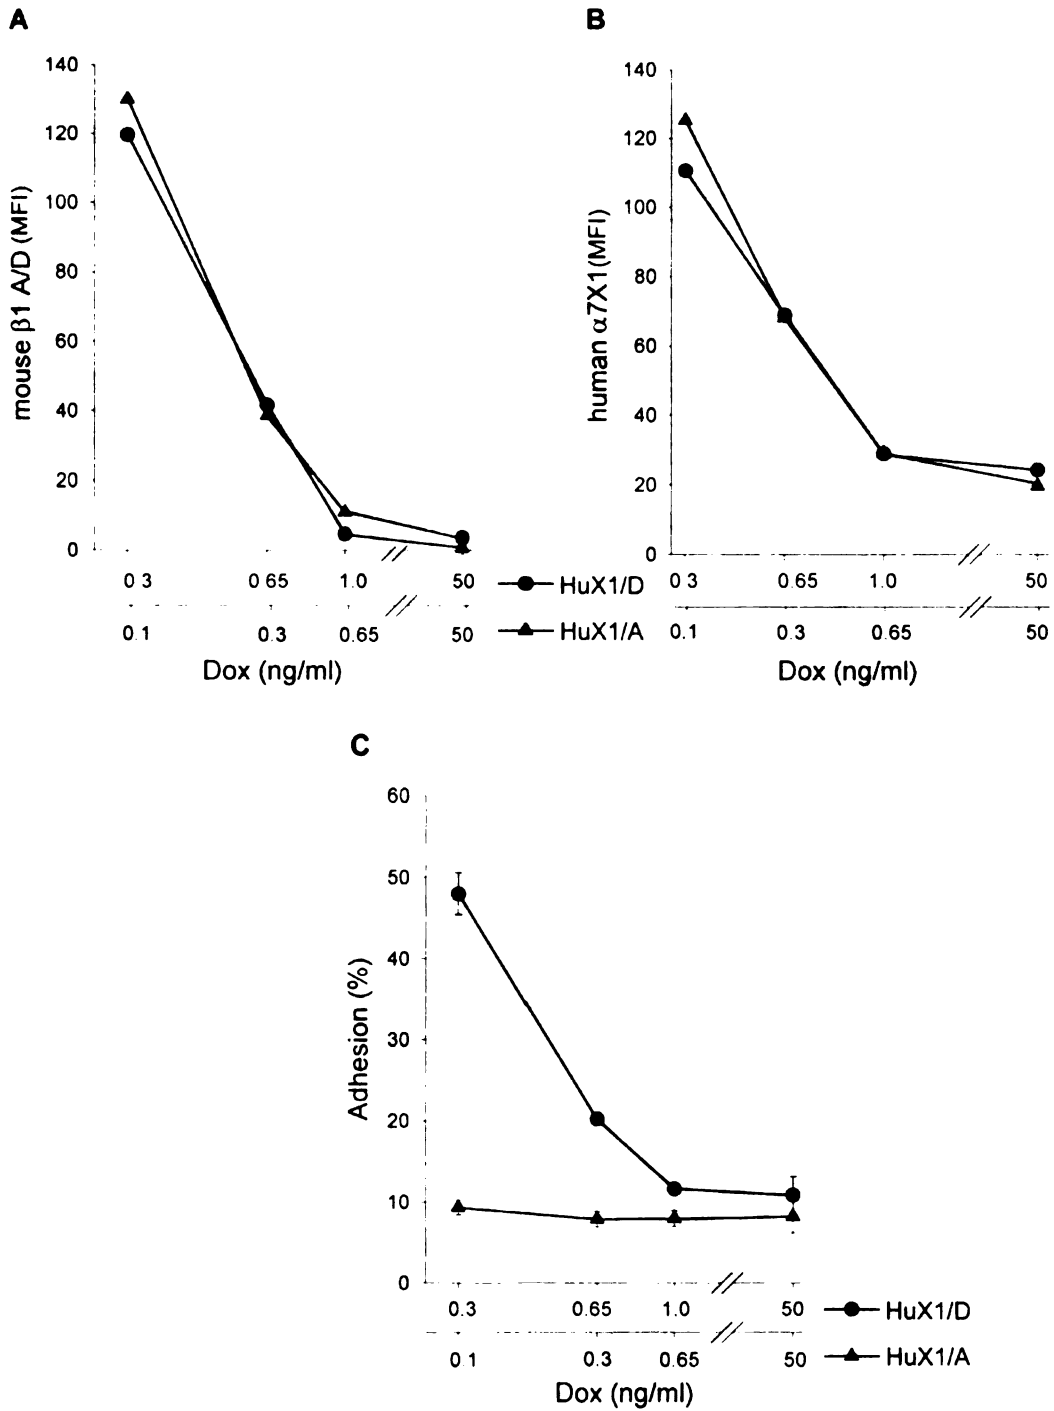 A
140
120
100
80
60
40
20
0
mouse β1 A/D (MFI)
0 3 0.65 1.0 50
0.1 0.3 0.65 50
Dox (ng/ml)
HuX1/D
HuX1/A
B
140
120
100
80
60
40
20
0
human α7X1(MFI)
0 3 0.65 1.0 50
0.1 0.3 0.65 50
Dox (ng/ml)
C
60
50
40
30
20
10
0
Adhesion (%)
0.3 0.65 1.0 50
0.1 0.3 0.65 50
Dox (ng/ml)
HuX1/D
HuX1/A